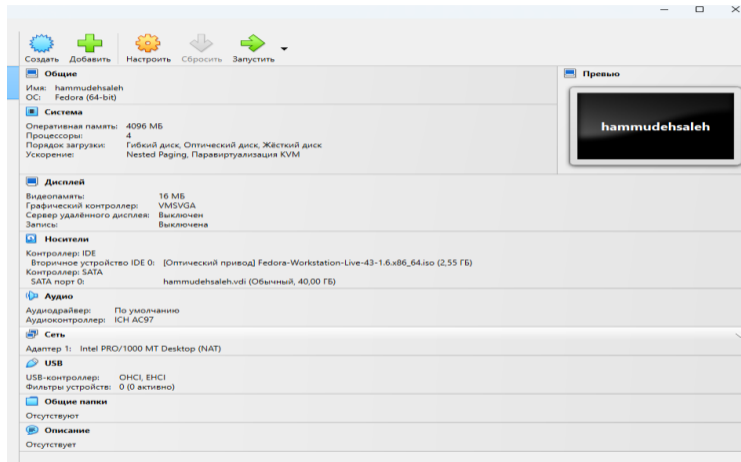 Создать Добавить Настроить Сбросить Запустить
Общие
Имя: hammudehsaleh
ОС: Fedora (64-bit)
Превью
hammudehsaleh
Система
Оперативная память: 4096 МБ
Процессоры: 4
Порядок загрузки: Гибкий диск, Оптический диск, Жёсткий диск
Ускорение: Nested Paging, Паравиртуализация KVM
Дисплей
Видеопамять: 16 МБ
Графический контроллер: VMSVGA
Сервер удалённого дисплея: Выключен
Запись: Выключена
Носители
Контроллер: IDE
Вторичное устройство IDE 0: [Оптический привод] Fedora-Workstation-Live-43-1.6.x86_64.iso (2,55 ГБ)
Контроллер: SATA
SATA порт 0: hammudehsaleh.vdi (Обычный, 40,00 ГБ)
Аудио
Аудиодрайвер: По умолчанию
Аудиоконтроллер: ICH AC97
Сеть
Адаптер 1: Intel PRO/1000 MT Desktop (NAT)
USB
USB-контроллер: OHCI, EHCI
Фильтры устройств: 0 (0 активно)
Общие папки
Отсутствуют
Описание
Отсутствует